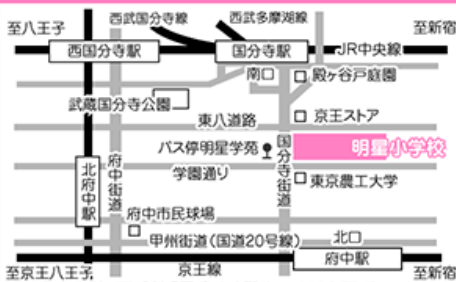 西武国分寺線
西武多摩湖線
至八王子
至新宿
西国分寺駅
国分寺駅
JR中央線
南口
殿ヶ谷戸庭園
武蔵国分寺公園
京王ストア
東八道路
バス停明星学苑
国分寺街道
明星小学校
学園通り
東京農工大学
北府中駅
府中街道
府中市民球場
甲州街道(国道20号線)
北口
府中駅
至京王八王子
京王線
至新宿